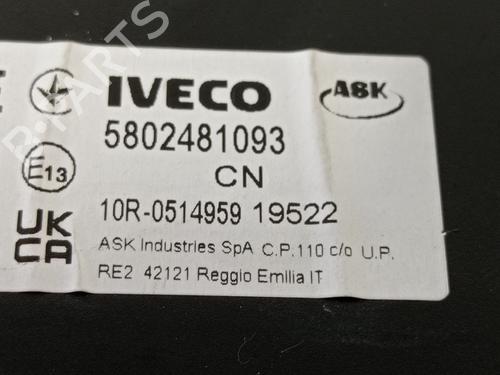 IVECO
ASK
5802481093
CN
E13
10R-0514959 19522
UK
CA
ASK Industries SpA C.P.110 c/o U.P.
RE2 42121 Reggio Emilia IT
B-PARTS